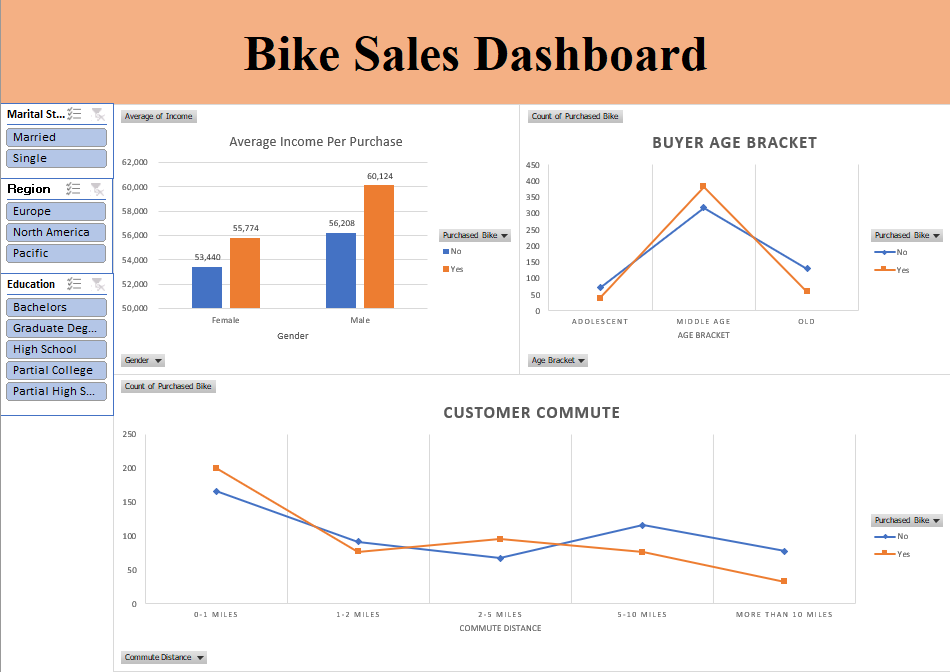 Bike Sales Dashboard
Marital St...
Married
Single
Region
Europe
North America
Pacific
Education
Bachelors
Graduate Deg...
High School
Partial College
Partial High S...
Average of Income
Average Income Per Purchase
62,000
60,000
58,000
56,000
54,000
52,000
50,000
53,440
55,774
56,208
60,124
Female
Male
Gender
Purchased Bike
No
Yes
Gender
Count of Purchased Bike
BUYER AGE BRACKET
450
400
350
300
250
200
150
100
50
0
ADOLESCENT
MIDDLE AGE
OLD
AGE BRACKET
Purchased Bike
No
Yes
Age Bracket
Count of Purchased Bike
CUSTOMER COMMUTE
250
200
150
100
50
0
0-1 MILES
1-2 MILES
2-5 MILES
5-10 MILES
MORE THAN 10 MILES
COMMUTE DISTANCE
Purchased Bike
No
Yes
Commute Distance